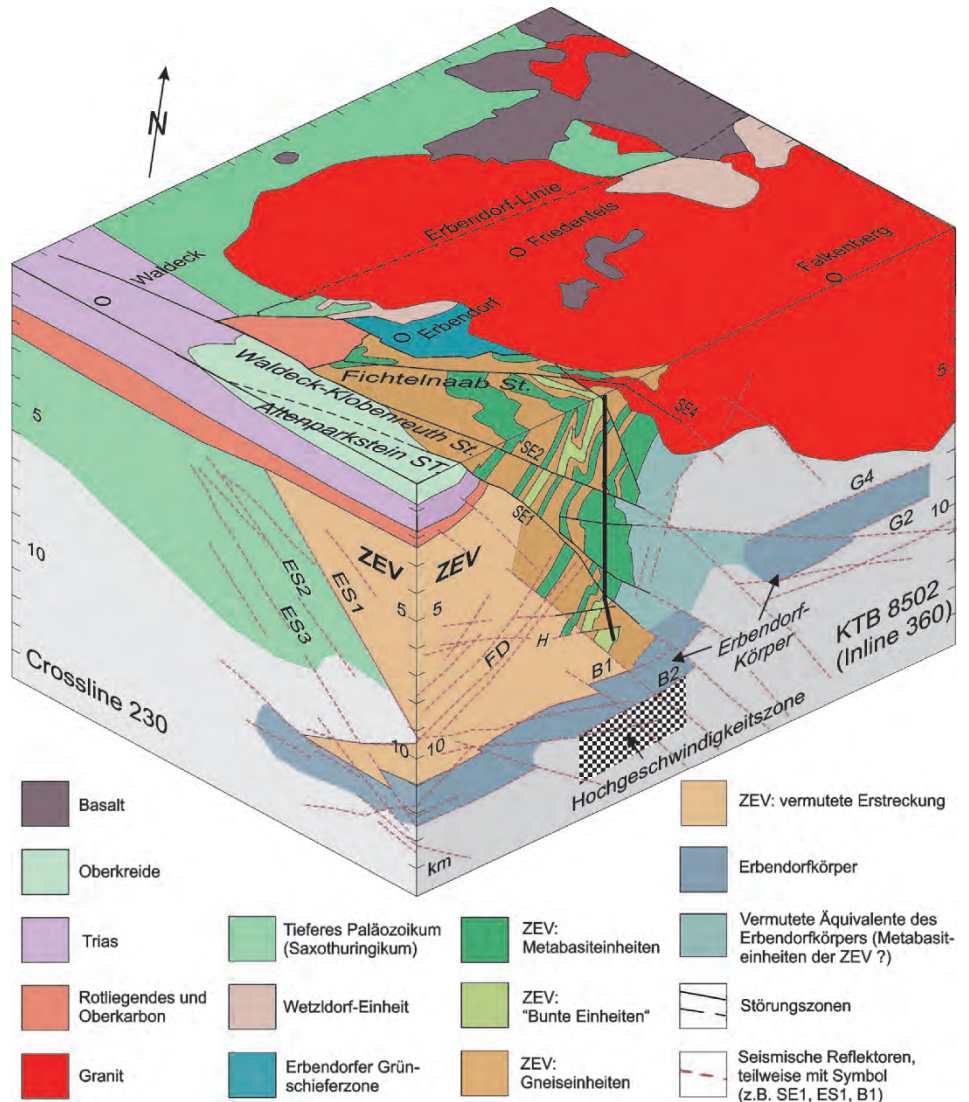 N
Waldeck
Erbendorf-Linie
Friedenfels
Falkenberg
Erbendorf
Fichtelnaab St.
Waldeck-Klobenreuth St.
Altenparkstein ST.
SE4
SE2
SE1
5
5
10
10
G4
G2
ES2
ES1
ES3
ZEV
ZEV
5
5
FD
H
B1
B2
10
10
Erbendorf-
Körper
KTB 8502
(Inline 360)
Crossline 230
Hochgeschwindigkeitszone
km
Basalt
Oberkreide
Trias
Rotliegendes und
Oberkarbon
Granit
Tieferes Paläozoikum
(Saxothuringikum)
Wetzldorf-Einheit
Erbendorfer Grün-
schieferzone
ZEV:
Metabasiteinheiten
ZEV:
"Bunte Einheiten"
ZEV:
Gneiseinheiten
ZEV: vermutete Erstreckung
Erbendorfkörper
Vermutete Äquivalente des
Erbendorfkörpers (Metabasit-
einheiten der ZEV ?)
Störungszonen
Seismische Reflektoren,
teilweise mit Symbol
(z.B. SE1, ES1, B1)